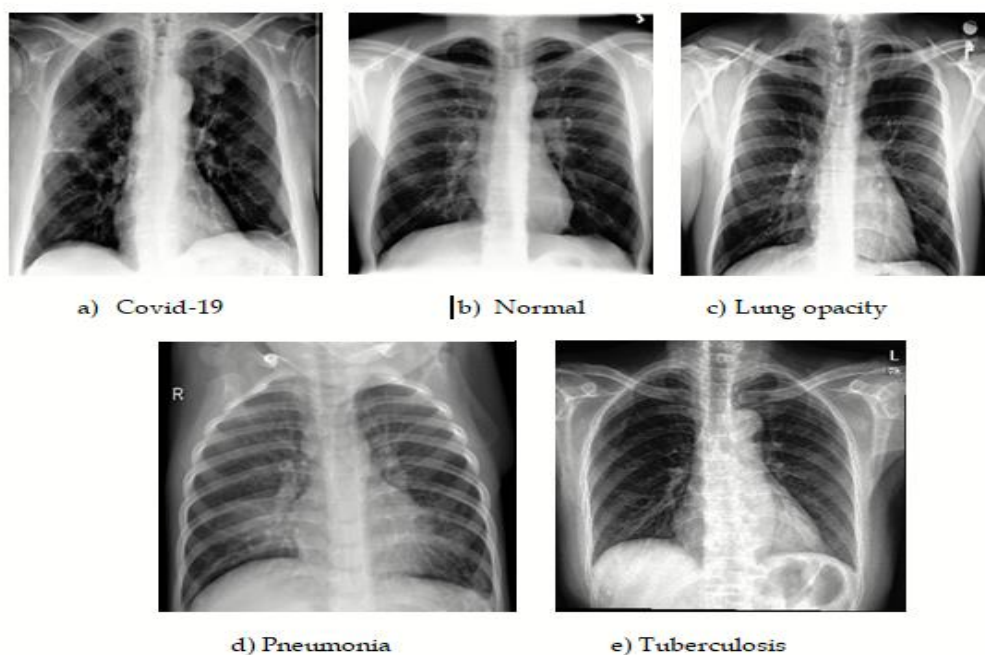 a) Covid-19
b) Normal
c) Lung opacity
R
L
d) Pneumonia
e) Tuberculosis